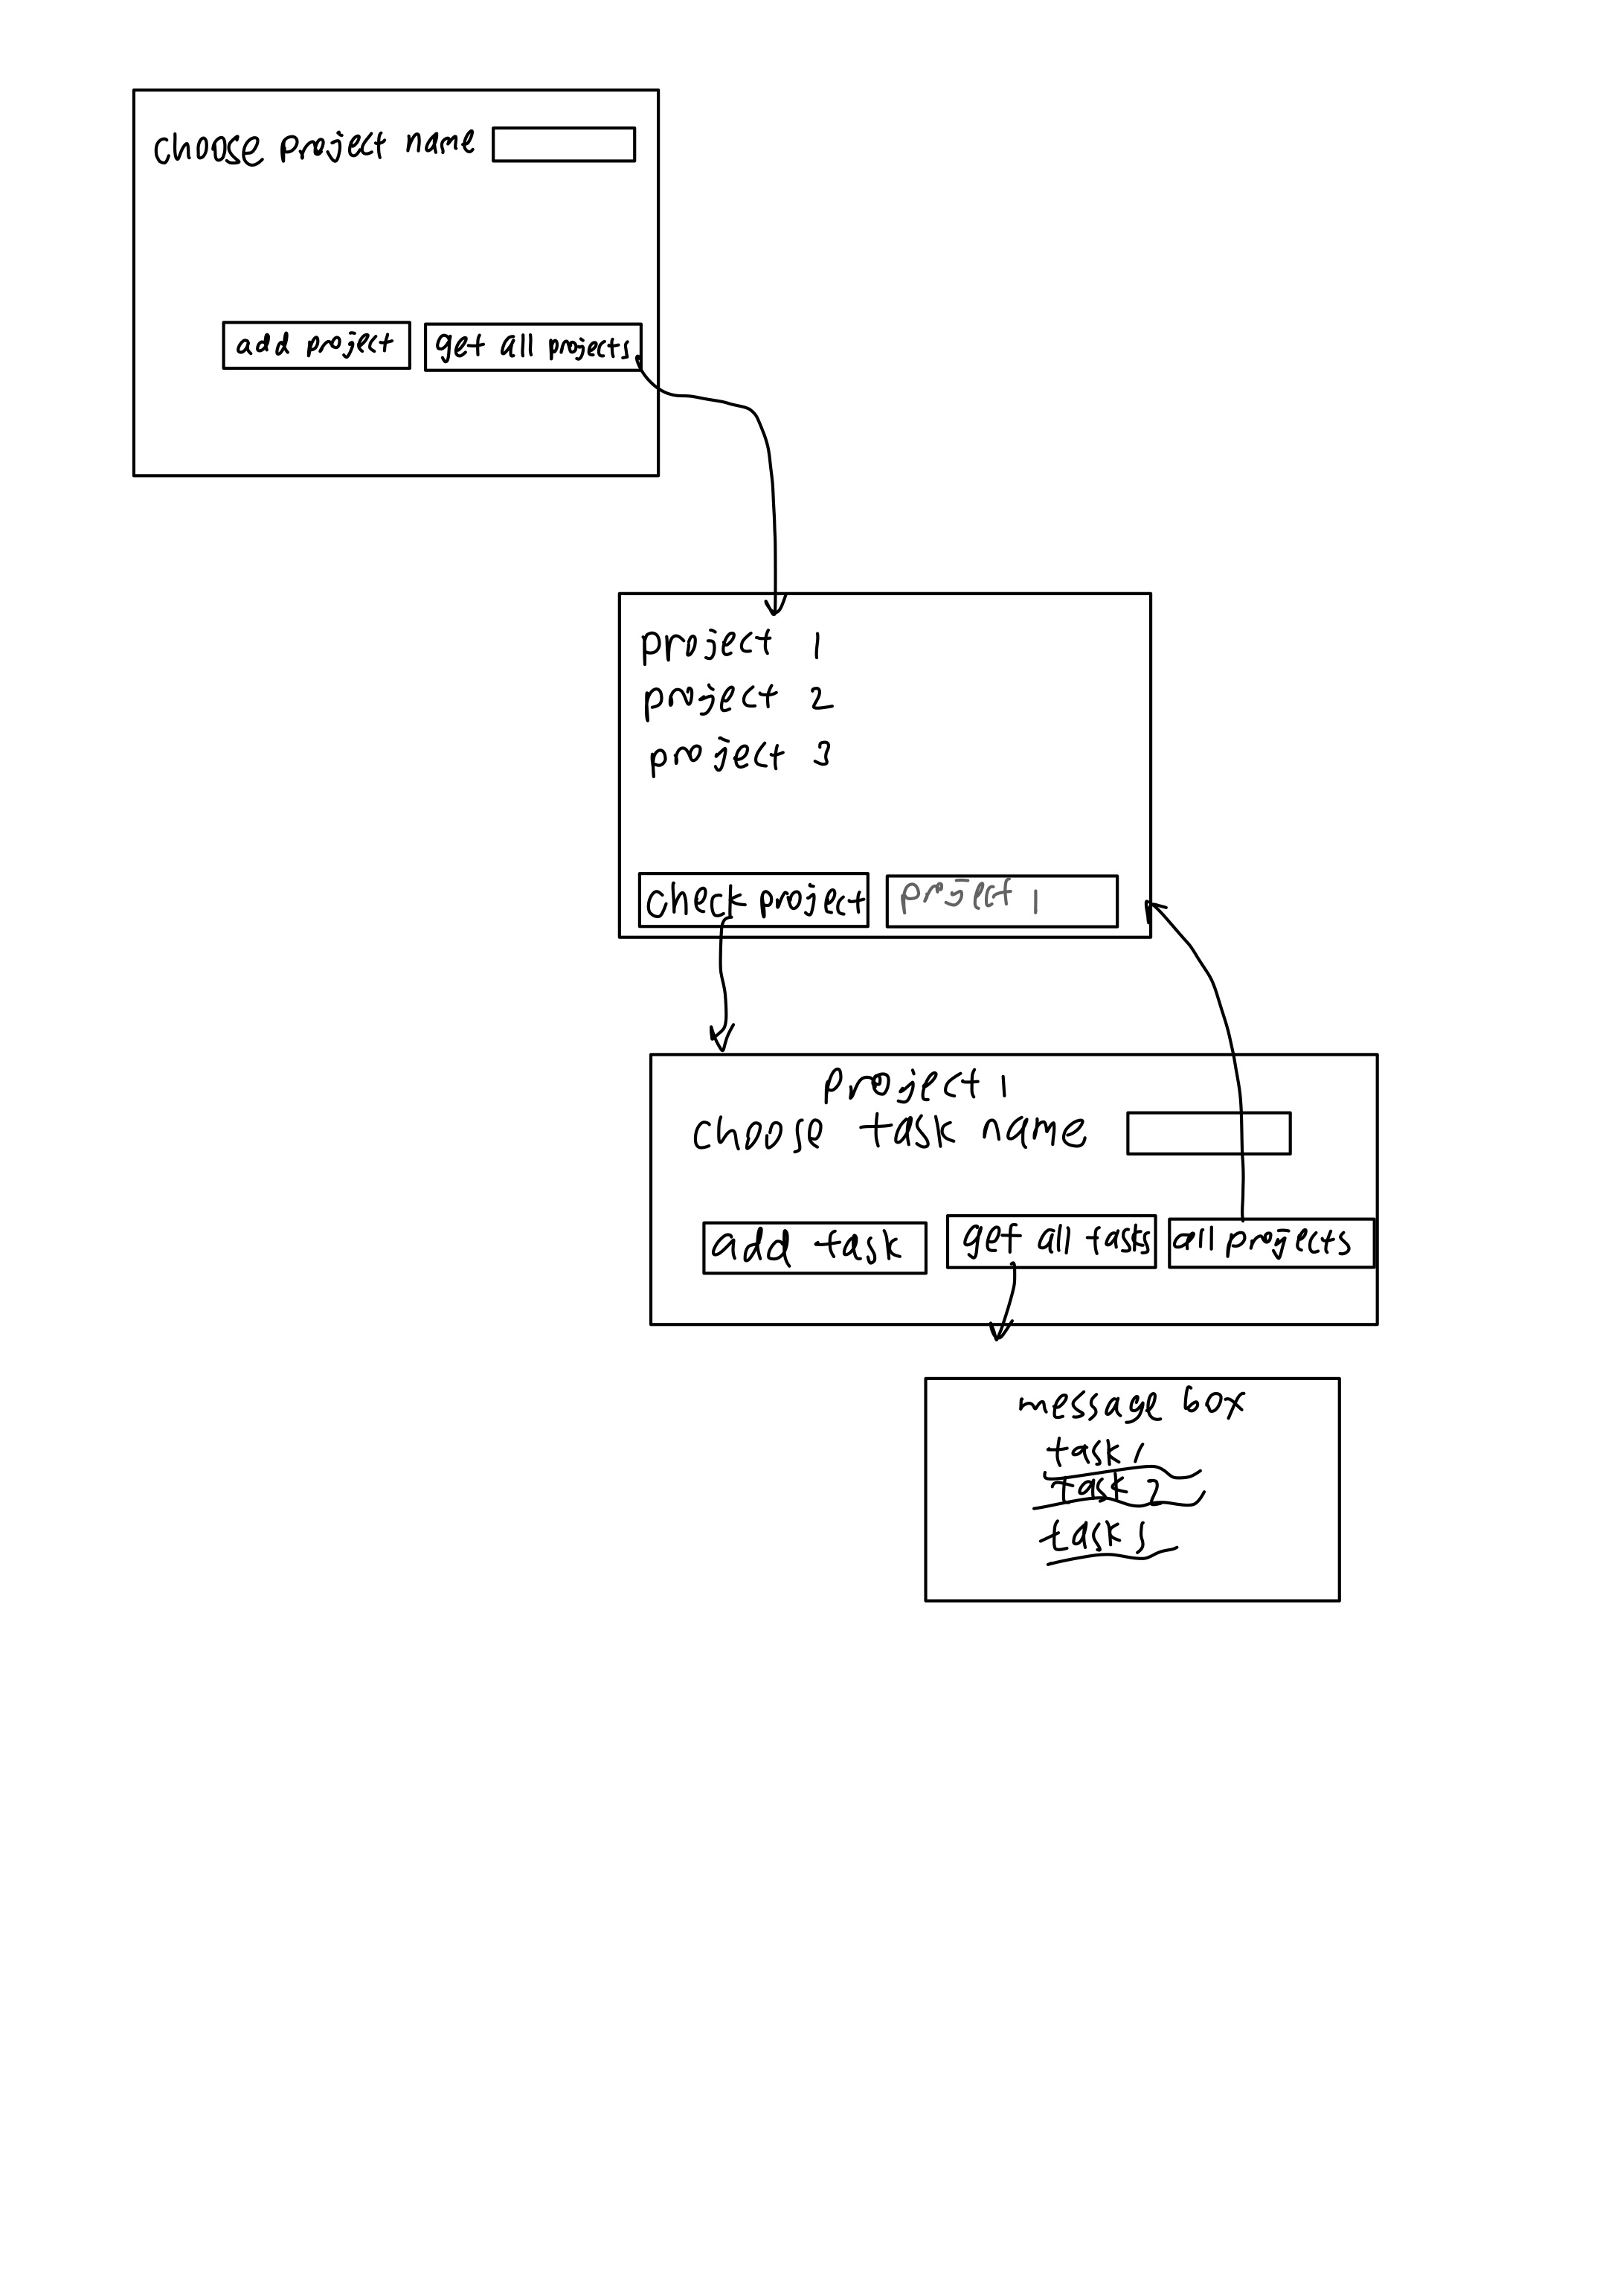 choose project name
add project
get all projects
project 1
project 2
project 3
check project
project 1
project 1
choose task name
add task
get all tasks
all projects
message box
task 1
task 2
task